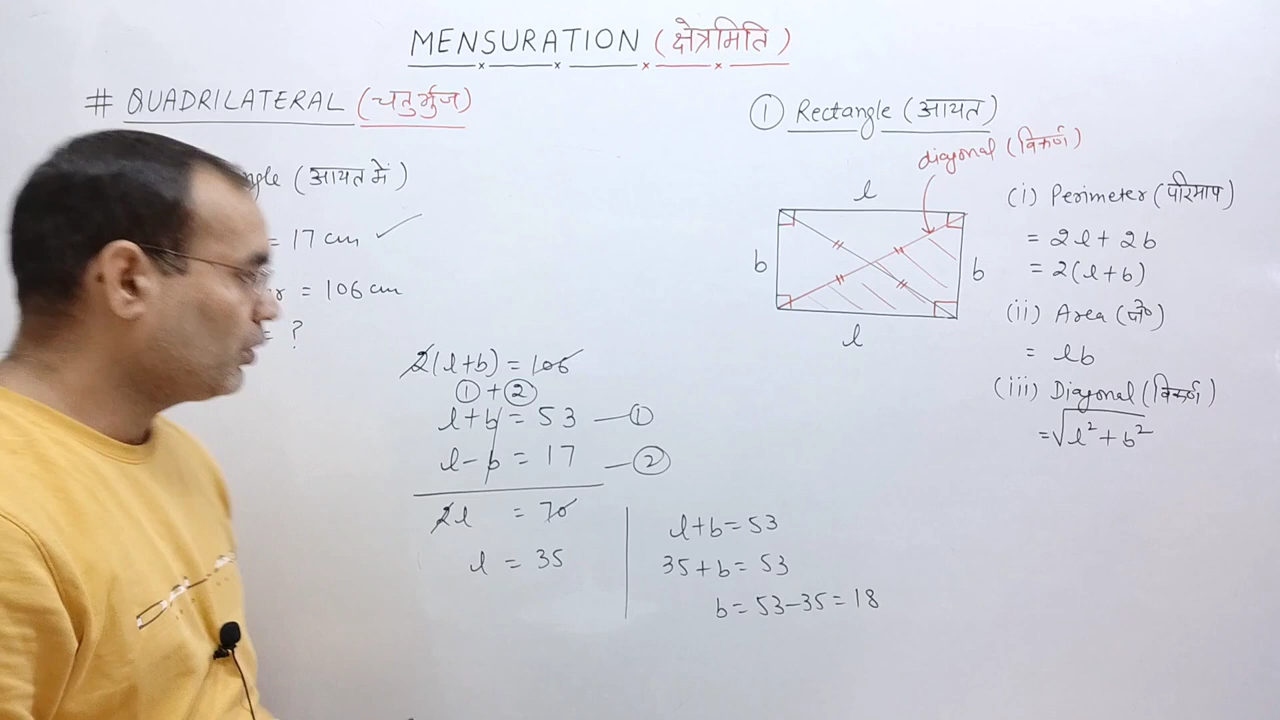 MENSURATION (क्षेत्रमिति)
# QUADRILATERAL (चतुर्भुज)
(आयत में)
= 17 cm ✓
= 106 cm
= ?
2(l+b) = 106
① + ②
l+b = 53 — ①
l-b = 17 — ②
2l = 70
l = 35
l+b = 53
35+b = 53
b = 53-35 = 18
① Rectangle (आयत)
diagonal (विकर्ण)
l
b
b
l
(i) Perimeter (परिमाप)
= 2l + 2b
= 2(l+b)
(ii) Area (क्षे०)
= lb
(iii) Diagonal (विकर्ण)
= √l² + b²